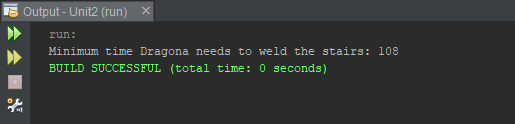 Output - Unit2 (run)
run:
Minimum time Dragona needs to weld the stairs: 108
BUILD SUCCESSFUL (total time: 0 seconds)